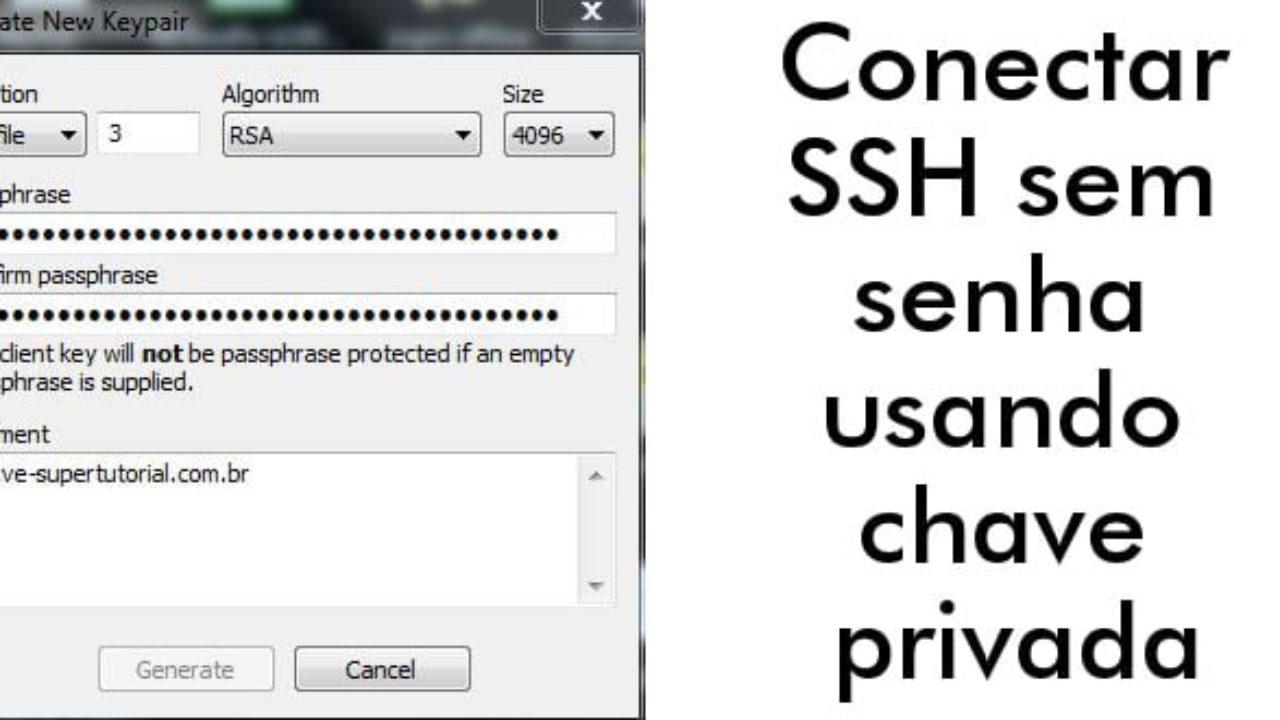 ate New Keypair
x
tion
Algorithm
Size
file
3
RSA
4096
phrase
••••••••••••••••••••••••••••••••••••••
firm passphrase
••••••••••••••••••••••••••••••••••••••
client key will not be passphrase protected if an empty
phrase is supplied.
ment
ve-supertutorial.com.br
Generate
Cancel
Conectar
SSH sem
senha
usando
chave
privada